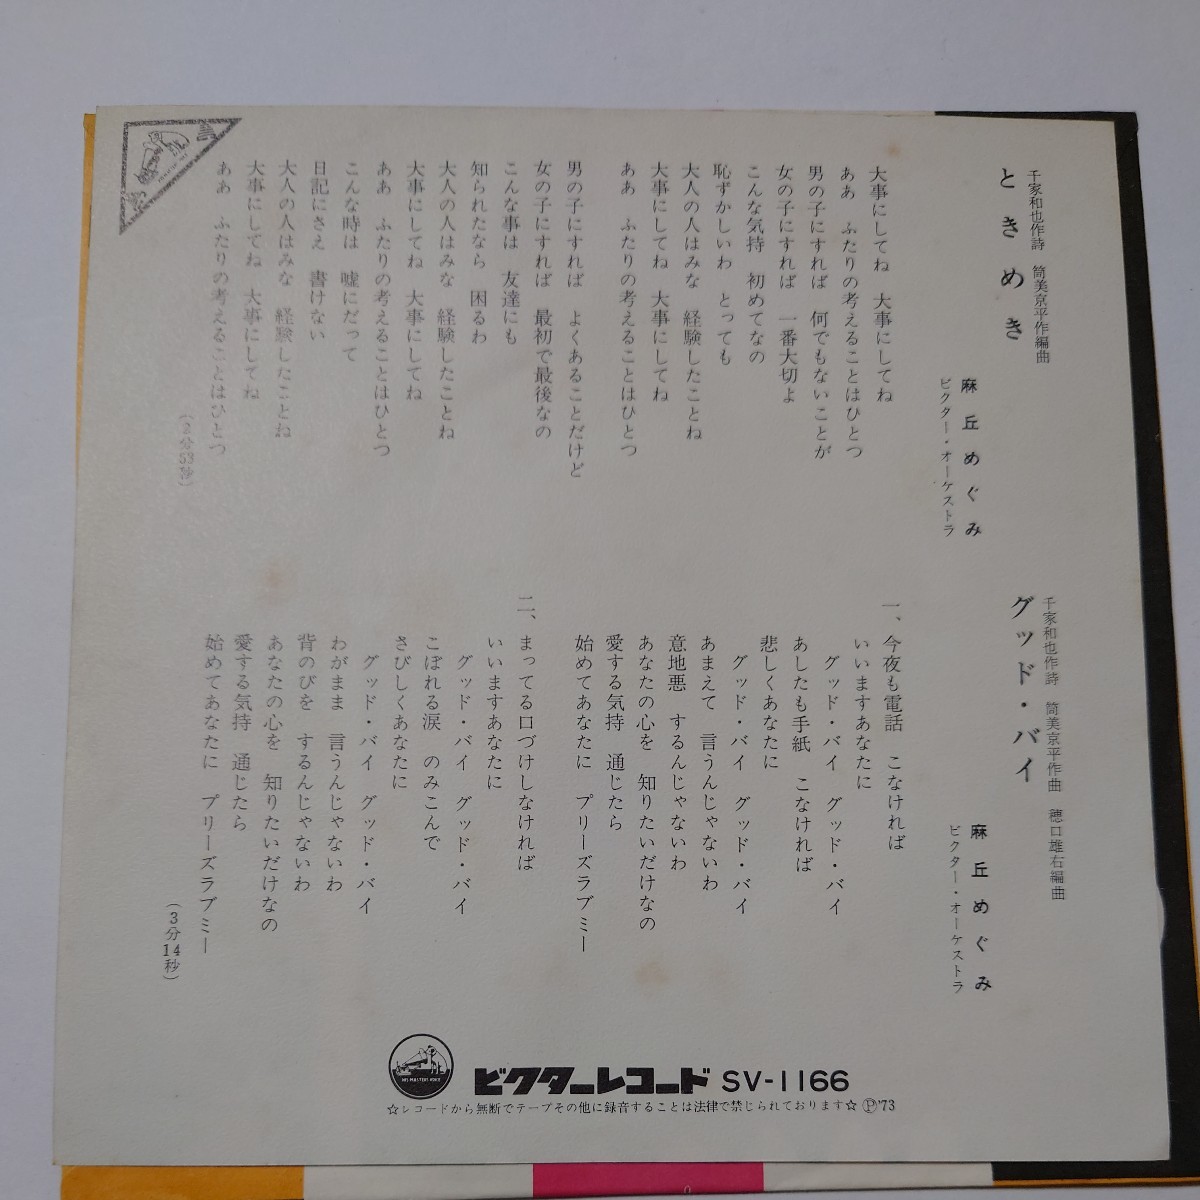 千家和也作詩 筒美京平作編曲
ときめき
麻丘めぐみ
ビクター・オーケストラ
大事にしてね 大事にしてね
ああ ふたりの考えることはひとつ
男の子にすれば 何でもないことが
女の子にすれば 一番大切よ
こんな気持 初めてなの
恥ずかしいわ とっても
大人の人はみな 経験したことね
大事にしてね 大事にしてね
ああ ふたりの考えることはひとつ
男の子にすれば よくあることだけど
女の子にすれば 最初で最後なの
こんな事は 友達にも
知られたなら 困るわ
大人の人はみな 経験したことね
大事にしてね 大事にしてね
ああ ふたりの考えることはひとつ
こんな時は 嘘にだって
日記にさえ 書けない
大人の人はみな 経験したことね
大事にしてね 大事にしてね
ああ ふたりの考えることはひとつ
(2分53秒)
千家和也作詩 筒美京平作曲 穂口雄右編曲
グッド・バイ
麻丘めぐみ
ビクター・オーケストラ
一、今夜も電話 こなければ
いいますあなたに
グッド・バイ グッド・バイ
あしたも手紙 こなければ
悲しくあなたに
グッド・バイ グッド・バイ
あまえて 言うんじゃないわ
意地悪 するんじゃないわ
あなたの心を 知りたいだけなの
愛する気持 通じたら
始めてあなたに プリーズラブミー
二、まってる口づけしなければ
いいますあなたに
グッド・バイ グッド・バイ
こぼれる涙 のみこんで
さびしくあなたに
グッド・バイ グッド・バイ
わがまま 言うんじゃないわ
背のびを するんじゃないわ
あなたの心を 知りたいだけなの
愛する気持 通じたら
始めてあなたに プリーズラブミー
(3分14秒)
HIS MASTER'S VOICE
ビクターレコード SV-1166
☆レコードから無断でテープその他に録音することは法律で禁じられております☆ Ⓟ'73